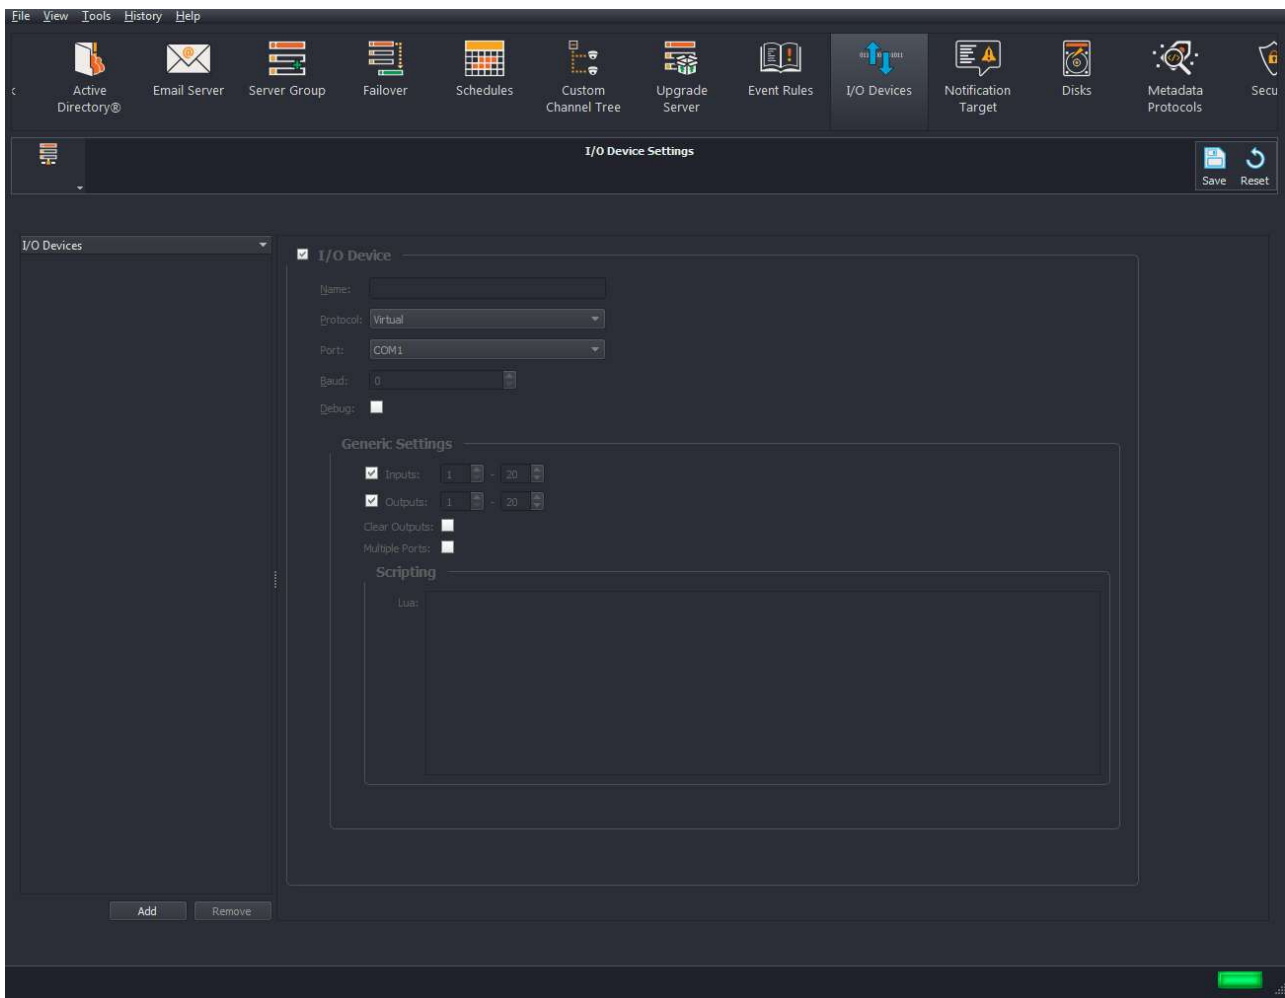 File View Tools History Help
Active Directory®
Email Server
Server Group
Failover
Schedules
Custom Channel Tree
Upgrade Server
Event Rules
I/O Devices
Notification Target
Disks
Metadata Protocols
Secu
I/O Device Settings
Save Reset
I/O Devices
I/O Device
Name:
Protocol: Virtual
Port: COM1
Baud: 0
Debug:
Generic Settings
Inputs: 1 - 20
Outputs: 1 - 20
Clear Outputs:
Multiple Ports:
Scripting
Lua:
Add Remove